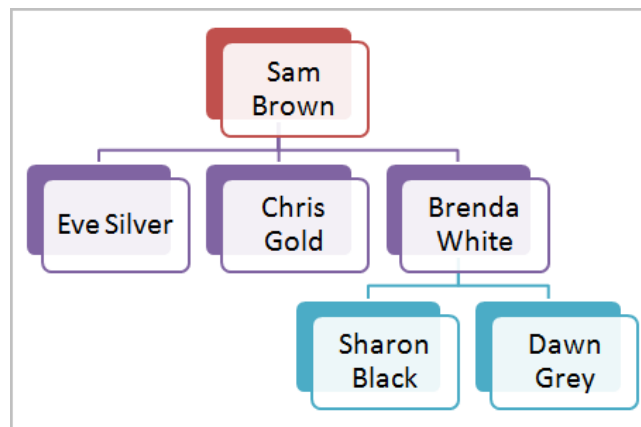 Sam
Brown
Eve Silver
Chris
Gold
Brenda
White
Sharon
Black
Dawn
Grey